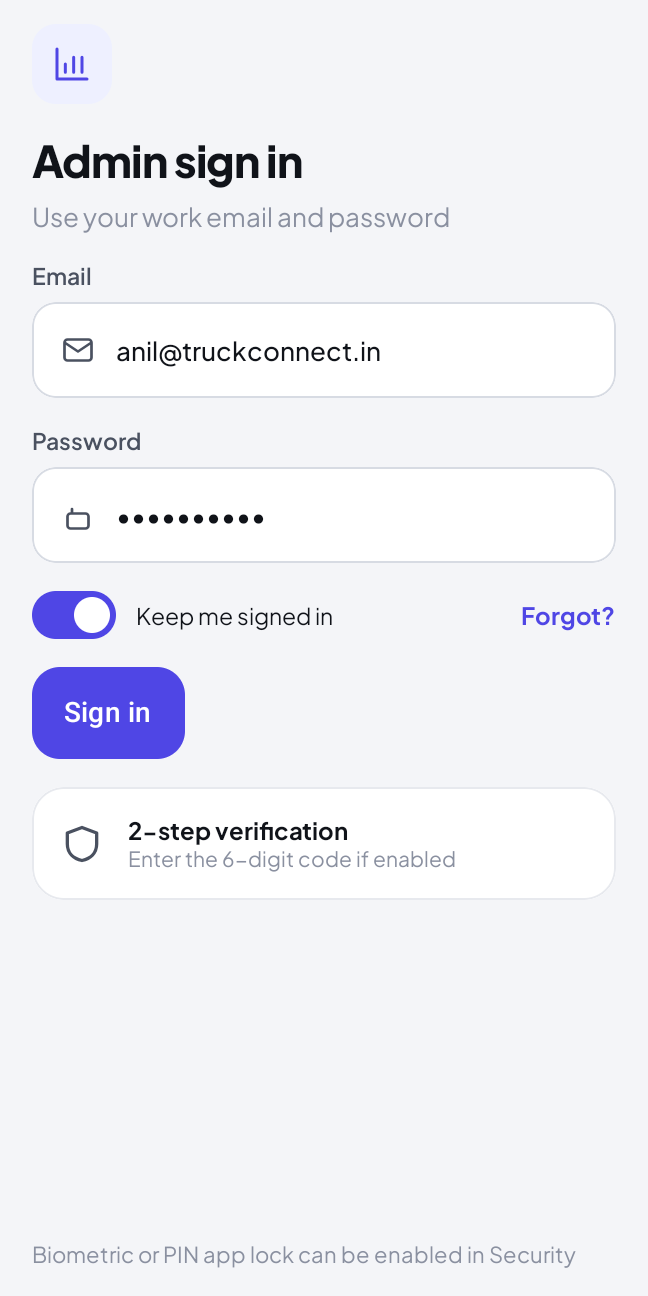 Admin sign in
Use your work email and password
Email
anil@truckconnect.in
Password
••••••••••
Keep me signed in
Forgot?
Sign in
2-step verification
Enter the 6-digit code if enabled
Biometric or PIN app lock can be enabled in Security